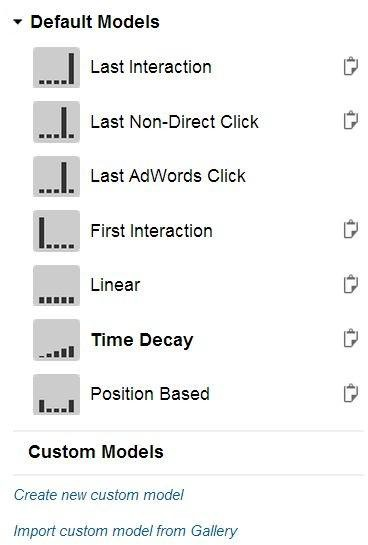 Default Models
Last Interaction
Last Non-Direct Click
Last AdWords Click
First Interaction
Linear
Time Decay
Position Based
Custom Models
Create new custom model
Import custom model from Gallery